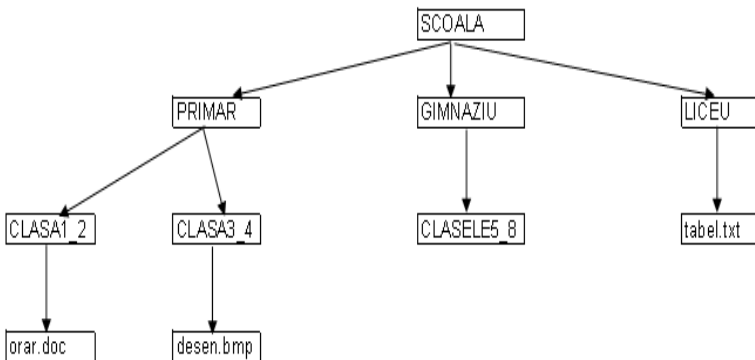 SCOALA
PRIMAR
GIMNAZIU
LICEU
CLASA1_2
CLASA3_4
CLASELE5_8
tabel.txt
orar.doc
desen.bmp